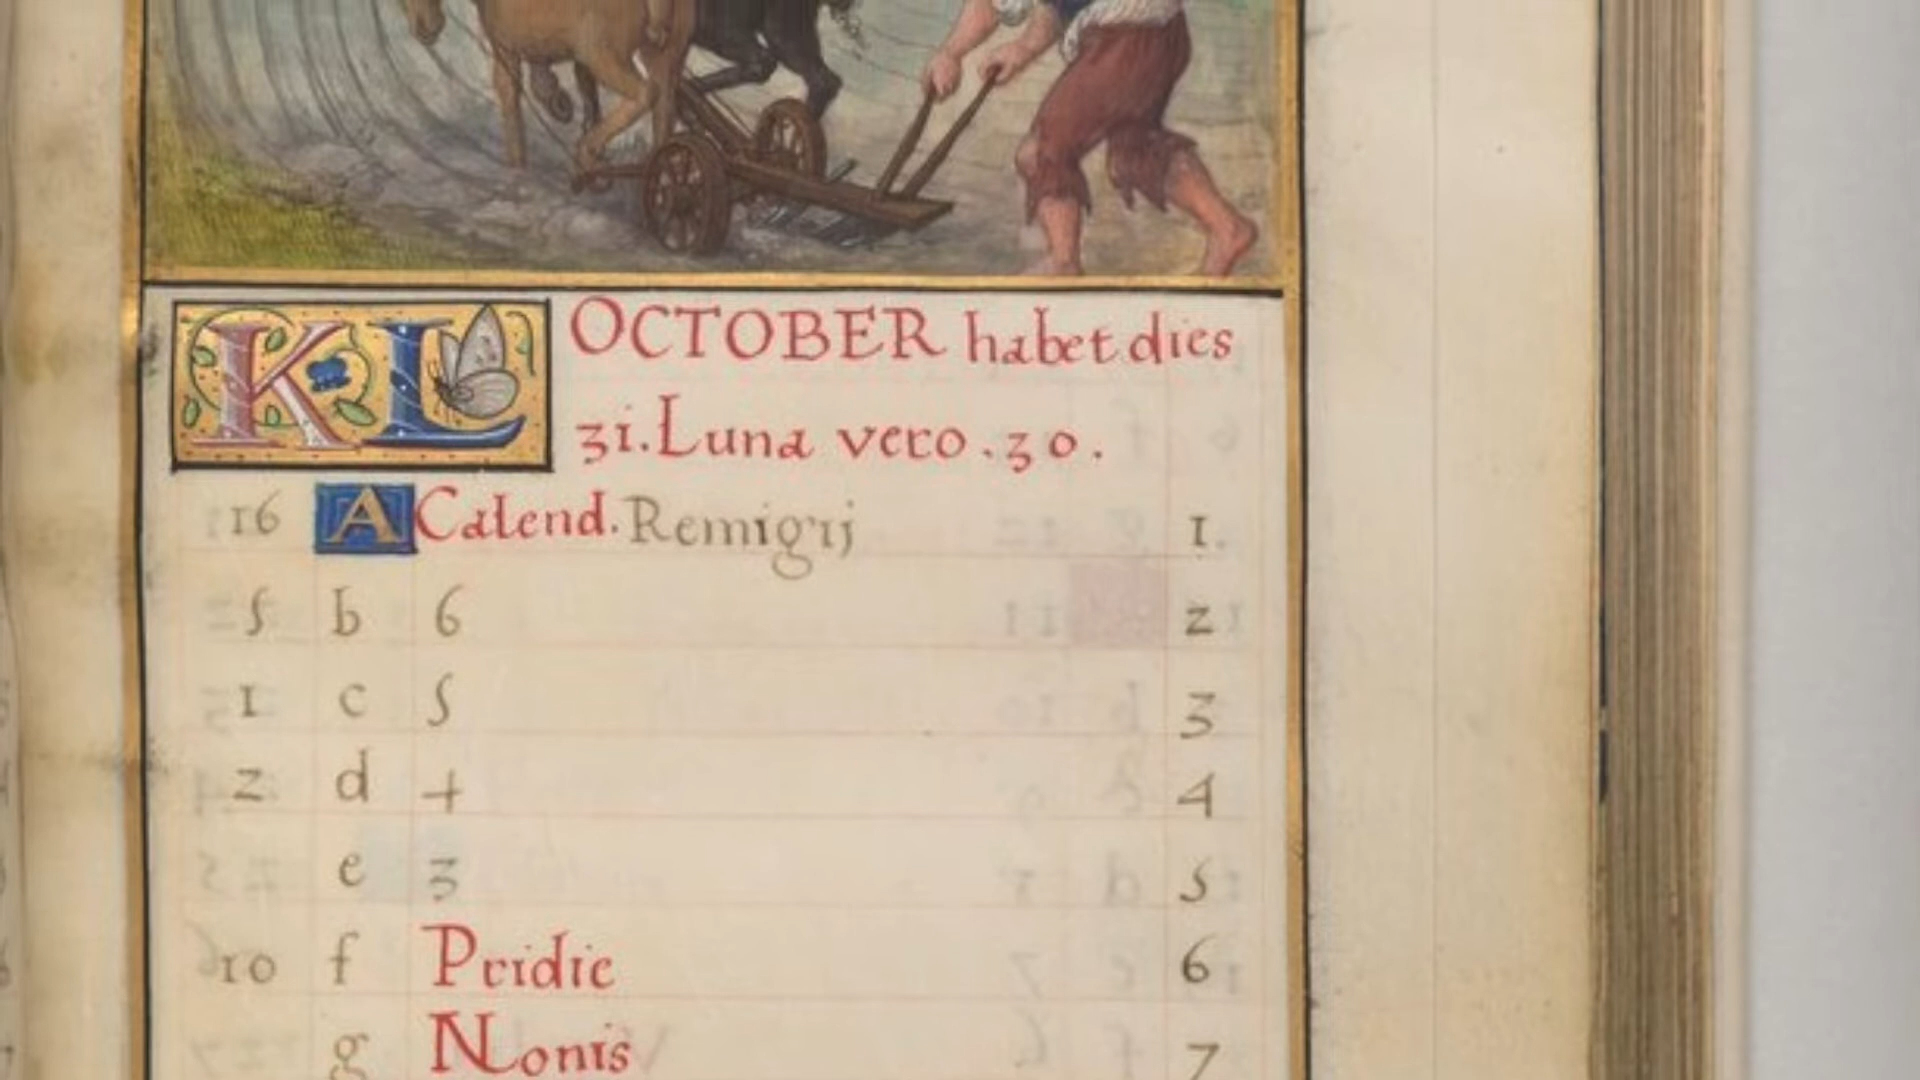 KL OCTOBER habet dies
31. Luna vero .30.
16 A Calend. Remigij 1.
5 b 6 2
1 c 5 3
2 d 4 4
e 3 5
10 f Pridie 6
g Nonis 7